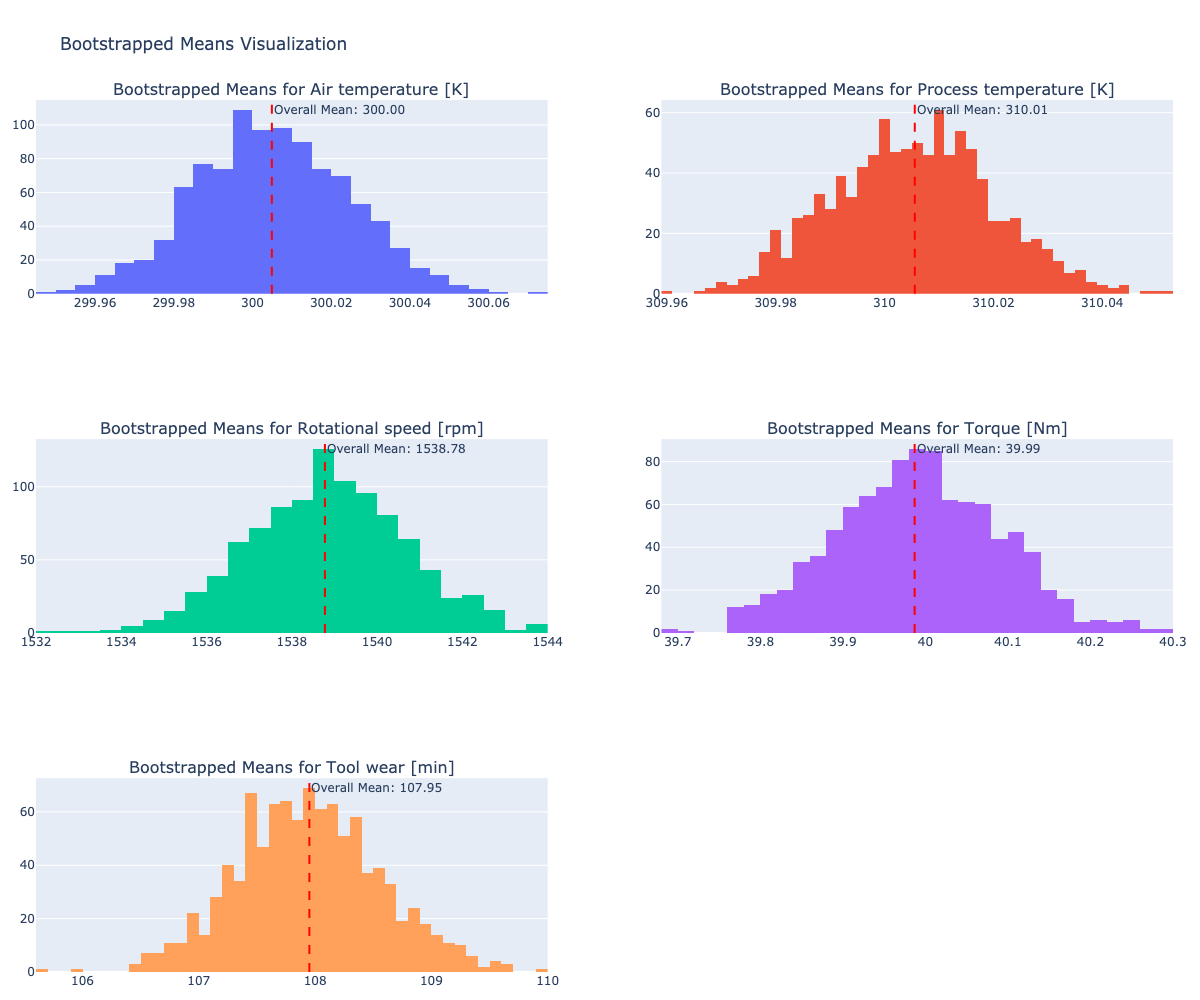 Bootstrapped Means Visualization
Bootstrapped Means for Air temperature [K]
Overall Mean: 300.00
100
80
60
40
20
0
299.96 299.98 300 300.02 300.04 300.06
Bootstrapped Means for Process temperature [K]
Overall Mean: 310.01
60
40
20
0
309.96 309.98 310 310.02 310.04
Bootstrapped Means for Rotational speed [rpm]
Overall Mean: 1538.78
100
50
0
1532 1534 1536 1538 1540 1542 1544
Bootstrapped Means for Torque [Nm]
Overall Mean: 39.99
80
60
40
20
0
39.7 39.8 39.9 40 40.1 40.2 40.3
Bootstrapped Means for Tool wear [min]
Overall Mean: 107.95
60
40
20
0
106 107 108 109 110